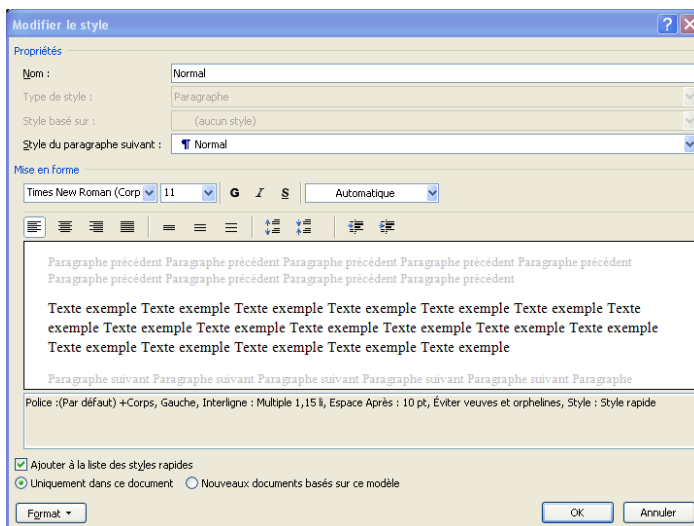 Modifier le style
Propriétés
Nom : Normal
Type de style : Paragraphe
Style basé sur : (aucun style)
Style du paragraphe suivant : ¶ Normal
Mise en forme
Times New Roman (Corp 11 G I S Automatique
Paragraphe précédent Paragraphe précédent Paragraphe précédent Paragraphe précédent Paragraphe précédent
Paragraphe précédent Paragraphe précédent Paragraphe précédent Paragraphe précédent
Texte exemple Texte exemple Texte exemple Texte exemple Texte exemple Texte exemple Texte
exemple Texte exemple Texte exemple Texte exemple Texte exemple Texte exemple Texte exemple
Texte exemple Texte exemple Texte exemple Texte exemple Texte exemple
Paragraphe suivant Paragraphe suivant Paragraphe suivant Paragraphe suivant Paragraphe suivant Paragraphe
Police :(Par défaut) +Corps, Gauche, Interligne : Multiple 1,15 li, Espace Après : 10 pt, Éviter veuves et orphelines, Style : Style rapide
Ajouter à la liste des styles rapides
Uniquement dans ce document Nouveaux documents basés sur ce modèle
Format OK Annuler